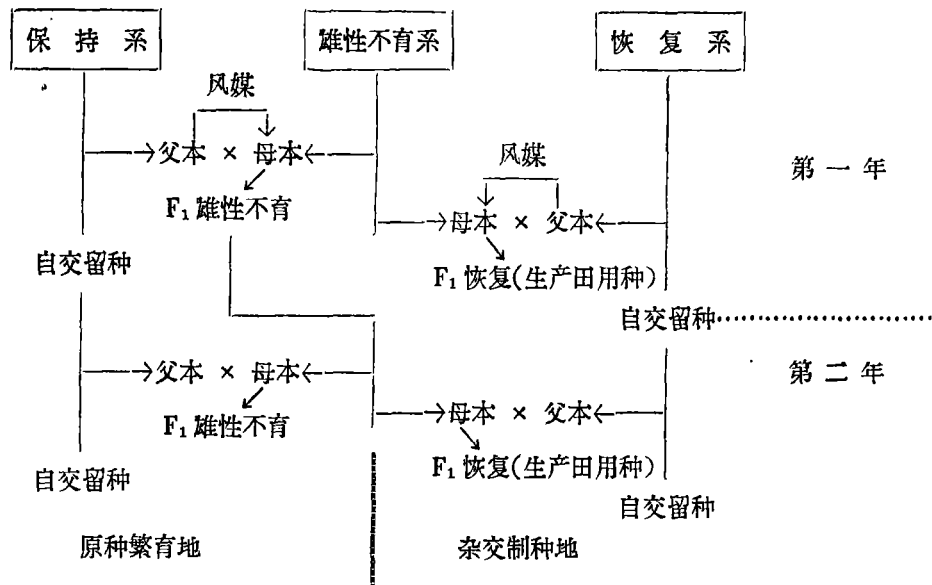 保持系 雄性不育系 恢复系
风媒
父本 × 母本
风媒
第一年
F₁雄性不育
母本 × 父本
自交留种
F₁恢复(生产田用种)
自交留种
父本 × 母本
第二年
F₁雄性不育
母本 × 父本
F₁恢复(生产田用种)
自交留种
自交留种
原种繁育地 杂交制种地